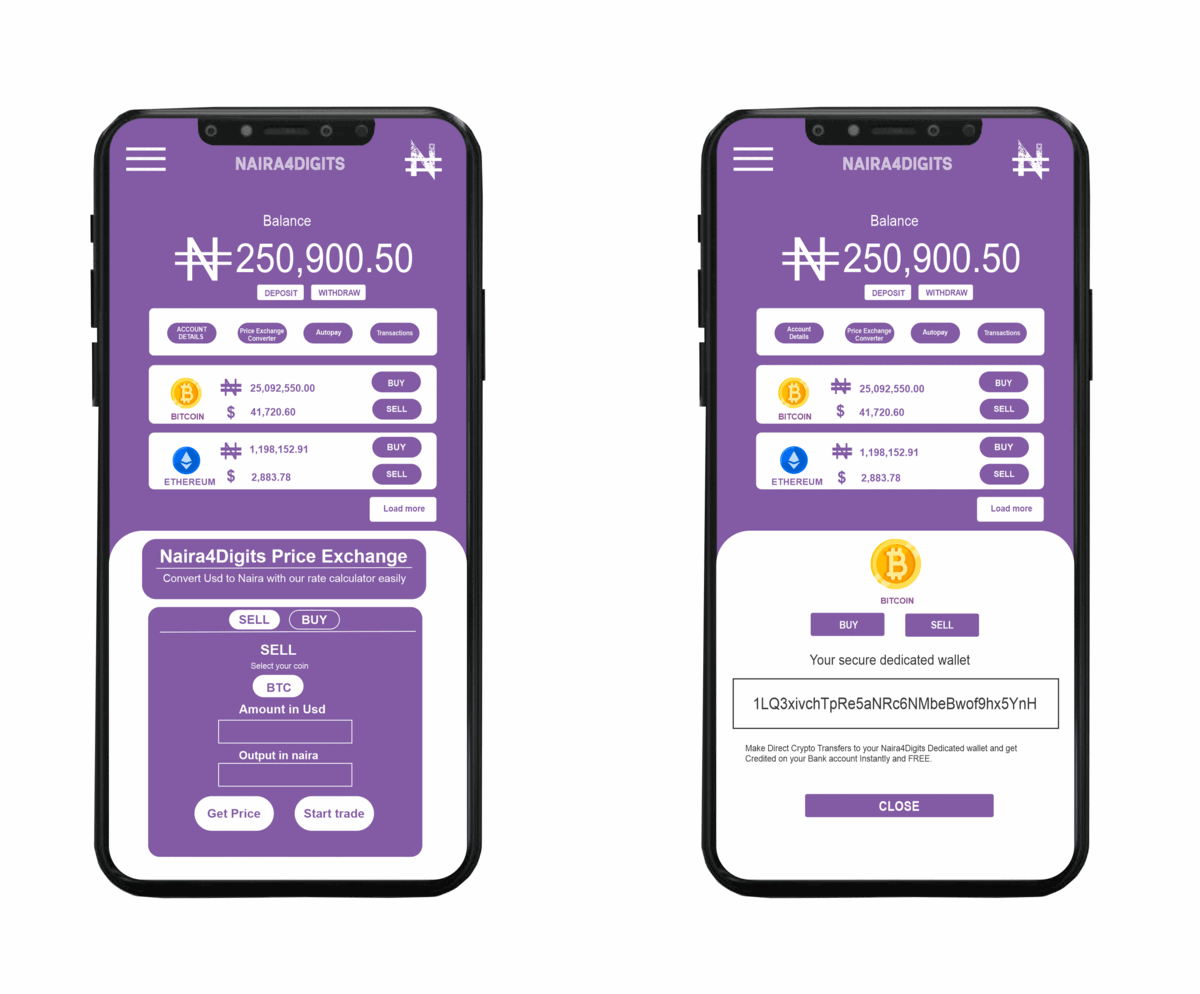 NAIRA4DIGITS
Balance
₦250,900.50
DEPOSIT WITHDRAW
ACCOUNT
DETAILS
Price Exchange
Converter
Autopay
Transactions
₦ 25,092,550.00
BUY
BITCOIN
$ 41,720.60
SELL
₦ 1,198,152.91
BUY
ETHEREUM
$ 2,883.78
SELL
Load more
Naira4Digits Price Exchange
Convert Usd to Naira with our rate calculator easily
SELL BUY
SELL
Select your coin
BTC
Amount in Usd
Output in naira
Get Price Start trade
NAIRA4DIGITS
Balance
₦250,900.50
DEPOSIT WITHDRAW
Account
Details
Price Exchange
Converter
Autopay
Transactions
₦ 25,092,550.00
BUY
BITCOIN
$ 41,720.60
SELL
₦ 1,198,152.91
BUY
ETHEREUM
$ 2,883.78
SELL
Load more
BITCOIN
BUY SELL
Your secure dedicated wallet
1LQ3xivchTpRe5aNRc6NMbeBwof9hx5YnH
Make Direct Crypto Transfers to your Naira4Digits Dedicated wallet and get
Credited on your Bank account Instantly and FREE.
CLOSE